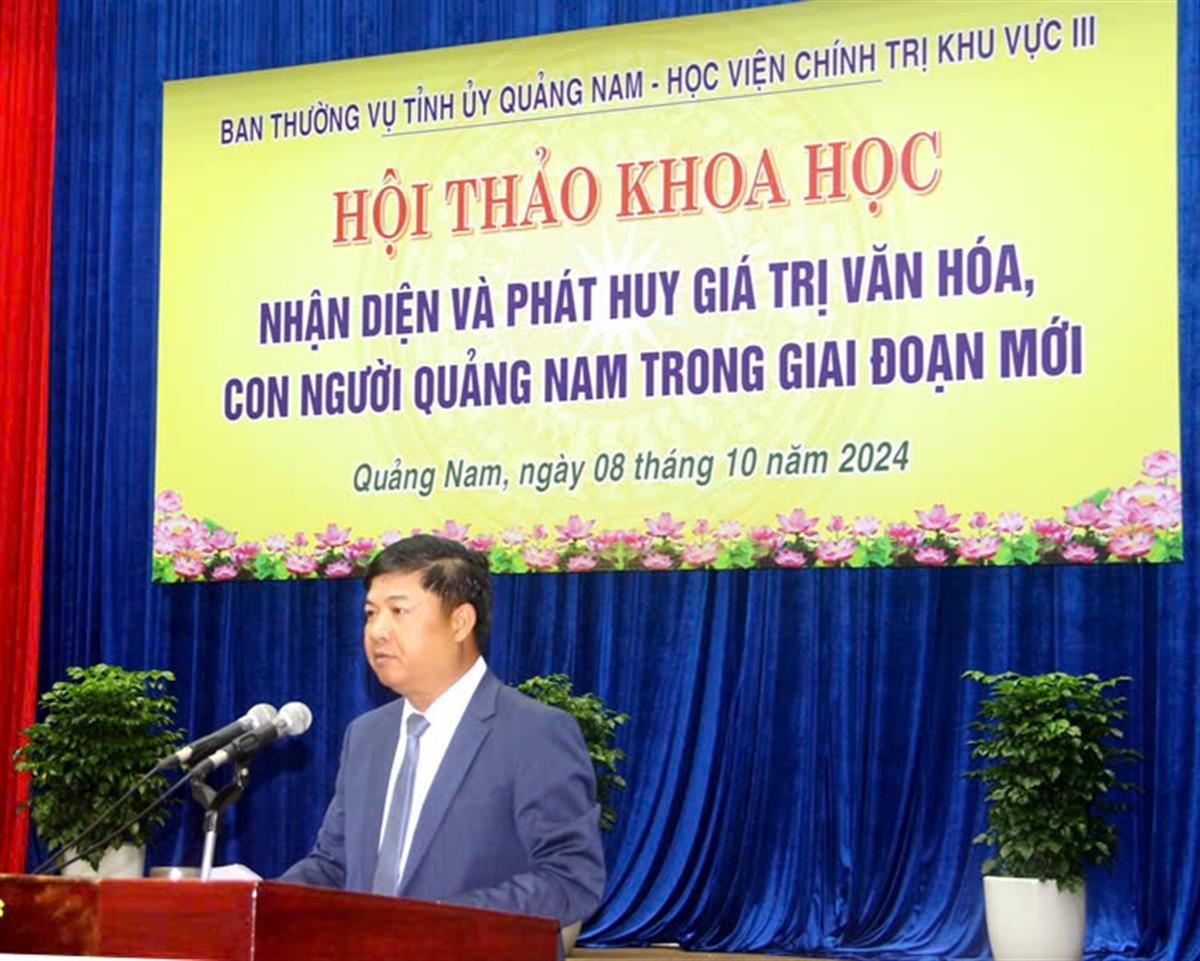 BAN THƯỜNG VỤ TỈNH ỦY QUẢNG NAM - HỌC VIỆN CHÍNH TRỊ KHU VỰC III
HỘI THẢO KHOA HỌC
NHẬN DIỆN VÀ PHÁT HUY GIÁ TRỊ VĂN HÓA,
CON NGƯỜI QUẢNG NAM TRONG GIAI ĐOẠN MỚI
Quảng Nam, ngày 08 tháng 10 năm 2024